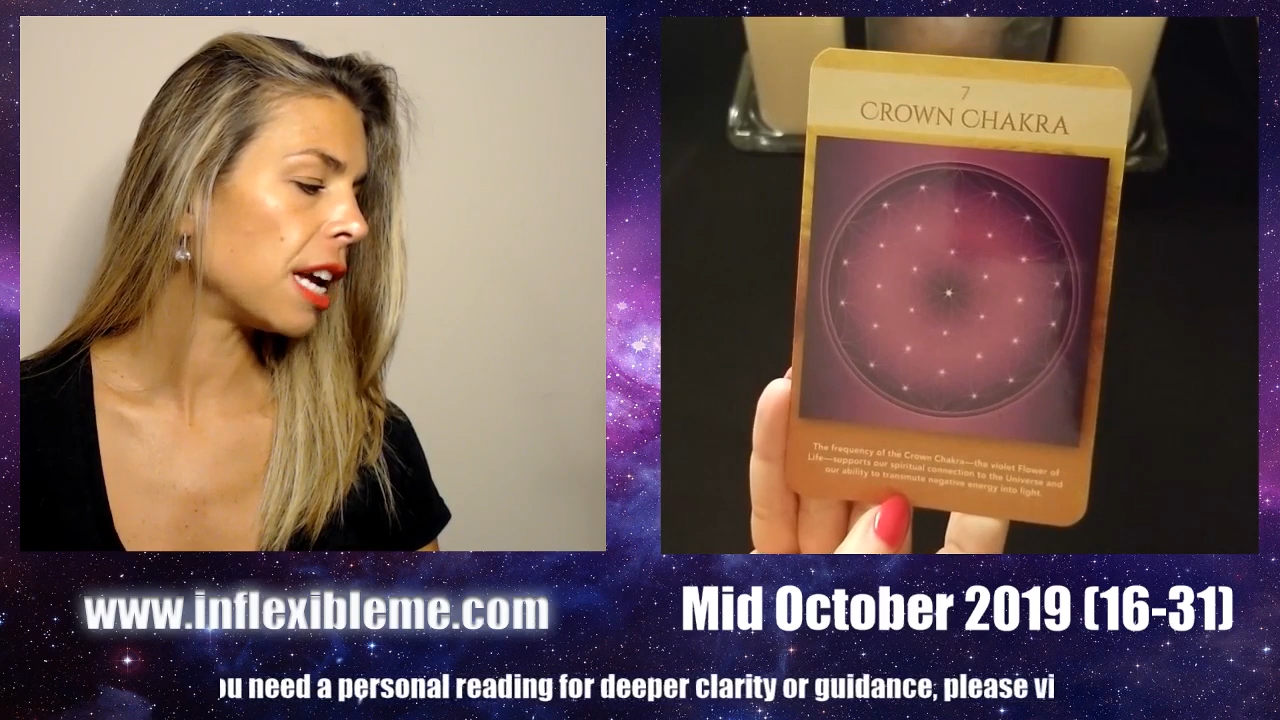 7
CROWN CHAKRA
The frequency of the Crown Chakra—the violet Flower of
Life—supports our spiritual connection to the Universe and
our ability to transmute negative energy into light.
www.inflexibleme.com
Mid October 2019 (16-31)
ou need a personal reading for deeper clarity or guidance, please vi